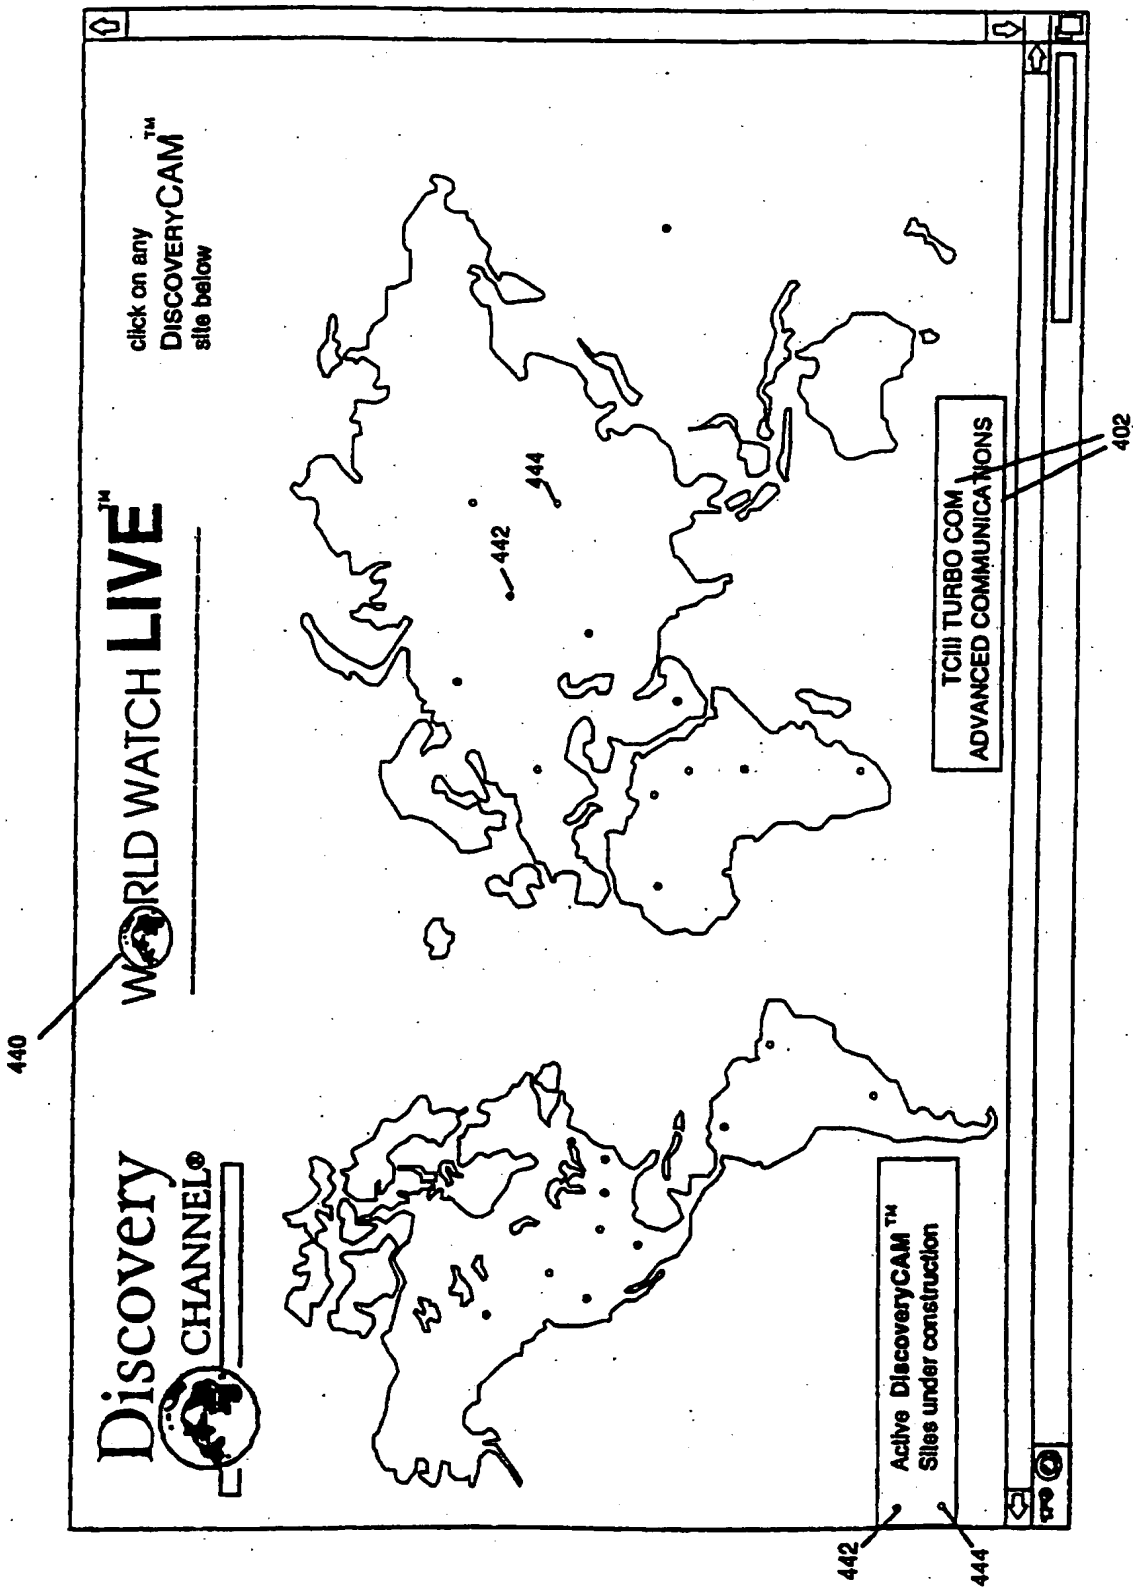 440
Discovery
CHANNEL®
WORLD WATCH LIVE™
click on any
DISCOVERYCAM™
site below
442
444
442
444
Active DiscoveryCAM™
Sites under construction
TCIII TURBO COM
ADVANCED COMMUNICATIONS
402